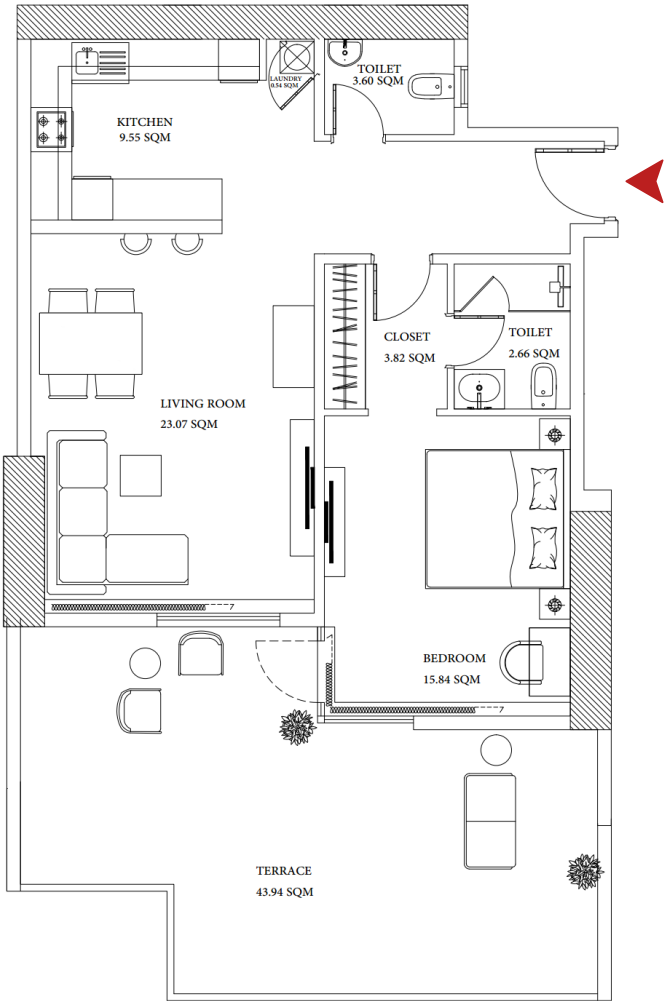 TOILET
3.60 SQM
LAUNDRY
0.54 SQM
KITCHEN
9.55 SQM
CLOSET
3.82 SQM
TOILET
2.66 SQM
LIVING ROOM
23.07 SQM
BEDROOM
15.84 SQM
TERRACE
43.94 SQM